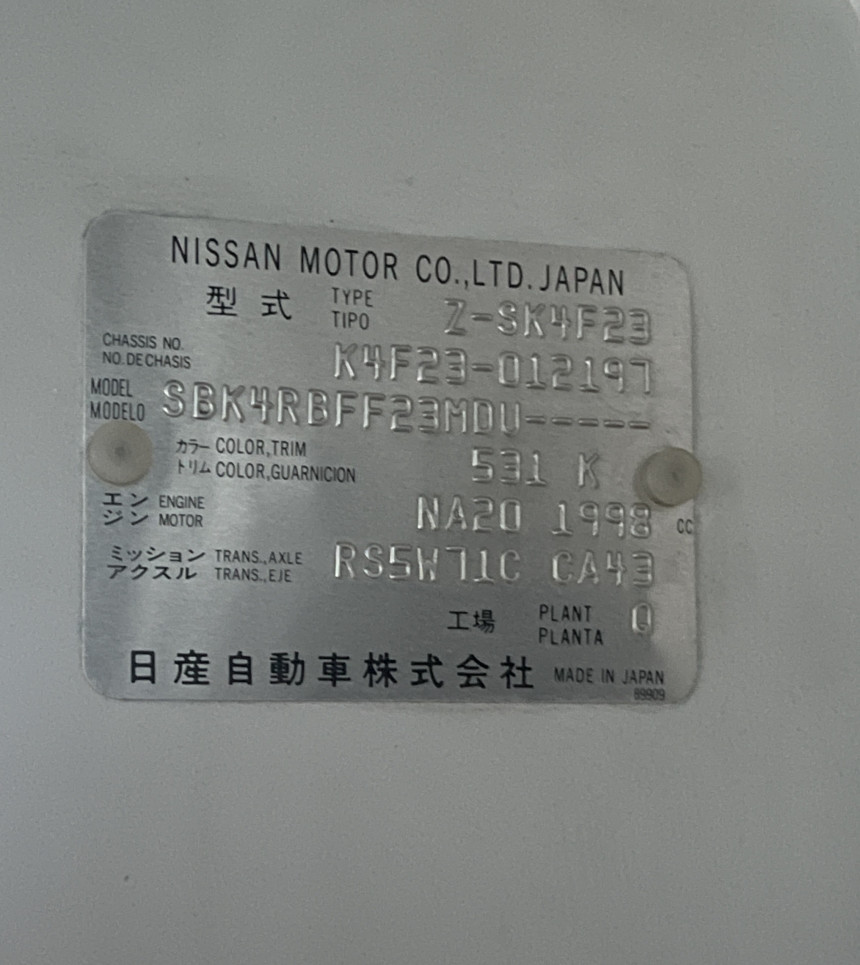 NISSAN MOTOR CO.,LTD.JAPAN
型式 TYPE Z-SK4F23
TIPO
CHASSIS NO. K4F23-012197
NO.DE CHASIS
MODEL SBK4RBFF23MDU-----
MODELO
カラー COLOR,TRIM 531 K
トリム COLOR,GUARNICION
エン ENGINE NA20 1998 CC
ジン MOTOR
ミッション TRANS.,AXLE RS5W71C CA43
アクスル TRANS.,EJE
工場 PLANT Q
PLANTA
日産自動車株式会社 MADE IN JAPAN
89909